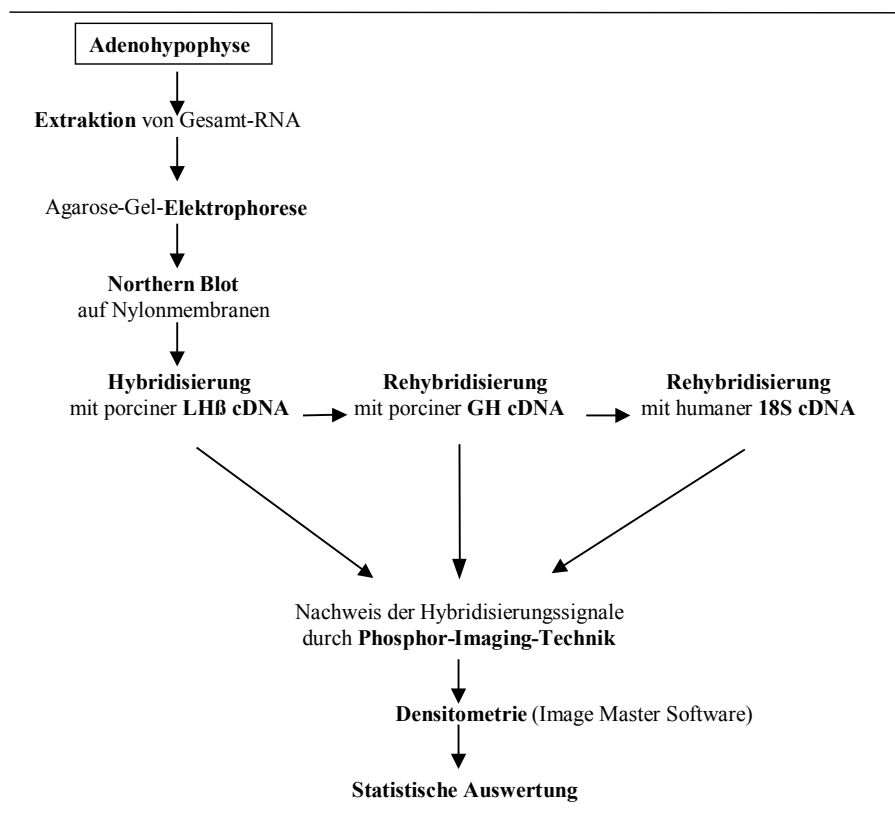 Adenohypophyse
Extraktion von Gesamt-RNA
Agarose-Gel-Elektrophorese
Northern Blot
auf Nylonmembranen
Hybridisierung
mit porciner LHß cDNA
Rehybridisierung
mit porciner GH cDNA
Rehybridisierung
mit humaner 18S cDNA
Nachweis der Hybridisierungssignale
durch Phosphor-Imaging-Technik
Densitometrie (Image Master Software)
Statistische Auswertung